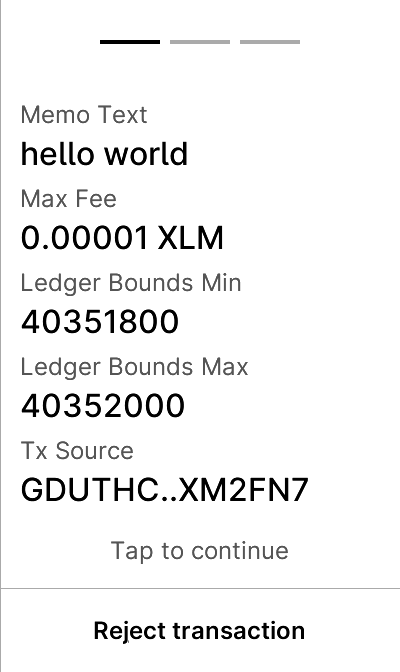 Memo Text
hello world
Max Fee
0.00001 XLM
Ledger Bounds Min
40351800
Ledger Bounds Max
40352000
Tx Source
GDUTHC..XM2FN7
Tap to continue
Reject transaction